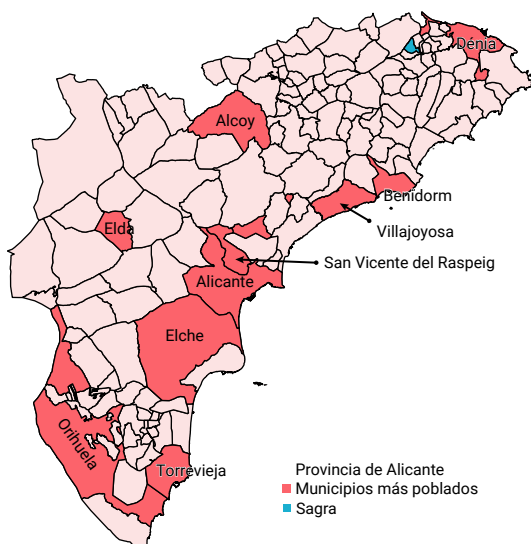 Dénia
Alcoy
Benidorm
Villajoyosa
Elda
San Vicente del Raspeig
Alicante
Elche
Orihuela
Torrevieja
Provincia de Alicante
Municipios más poblados
Sagra